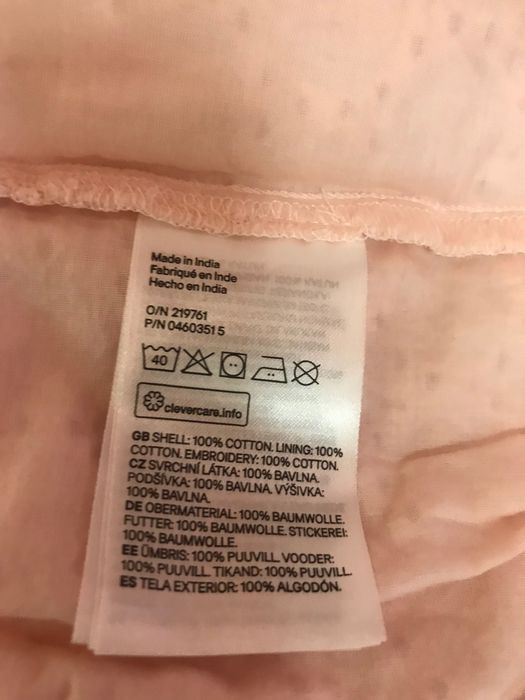 Made in India
Fabriqué en Inde
Hecho en India
O/N 219761
P/N 0460351 5
40
clevercare.info
GB SHELL: 100% COTTON. LINING: 100%
COTTON. EMBROIDERY: 100% COTTON.
CZ SVRCHNÍ LÁTKA: 100% BAVLNA.
PODŠÍVKA: 100% BAVLNA. VÝŠIVKA:
100% BAVLNA.
DE OBERMATERIAL: 100% BAUMWOLLE.
FUTTER: 100% BAUMWOLLE. STICKEREI:
100% BAUMWOLLE.
EE ÜMBRIS: 100% PUUVILL. VOODER:
100% PUUVILL. TIKAND: 100% PUUVILL.
ES TELA EXTERIOR: 100% ALGODÓN.